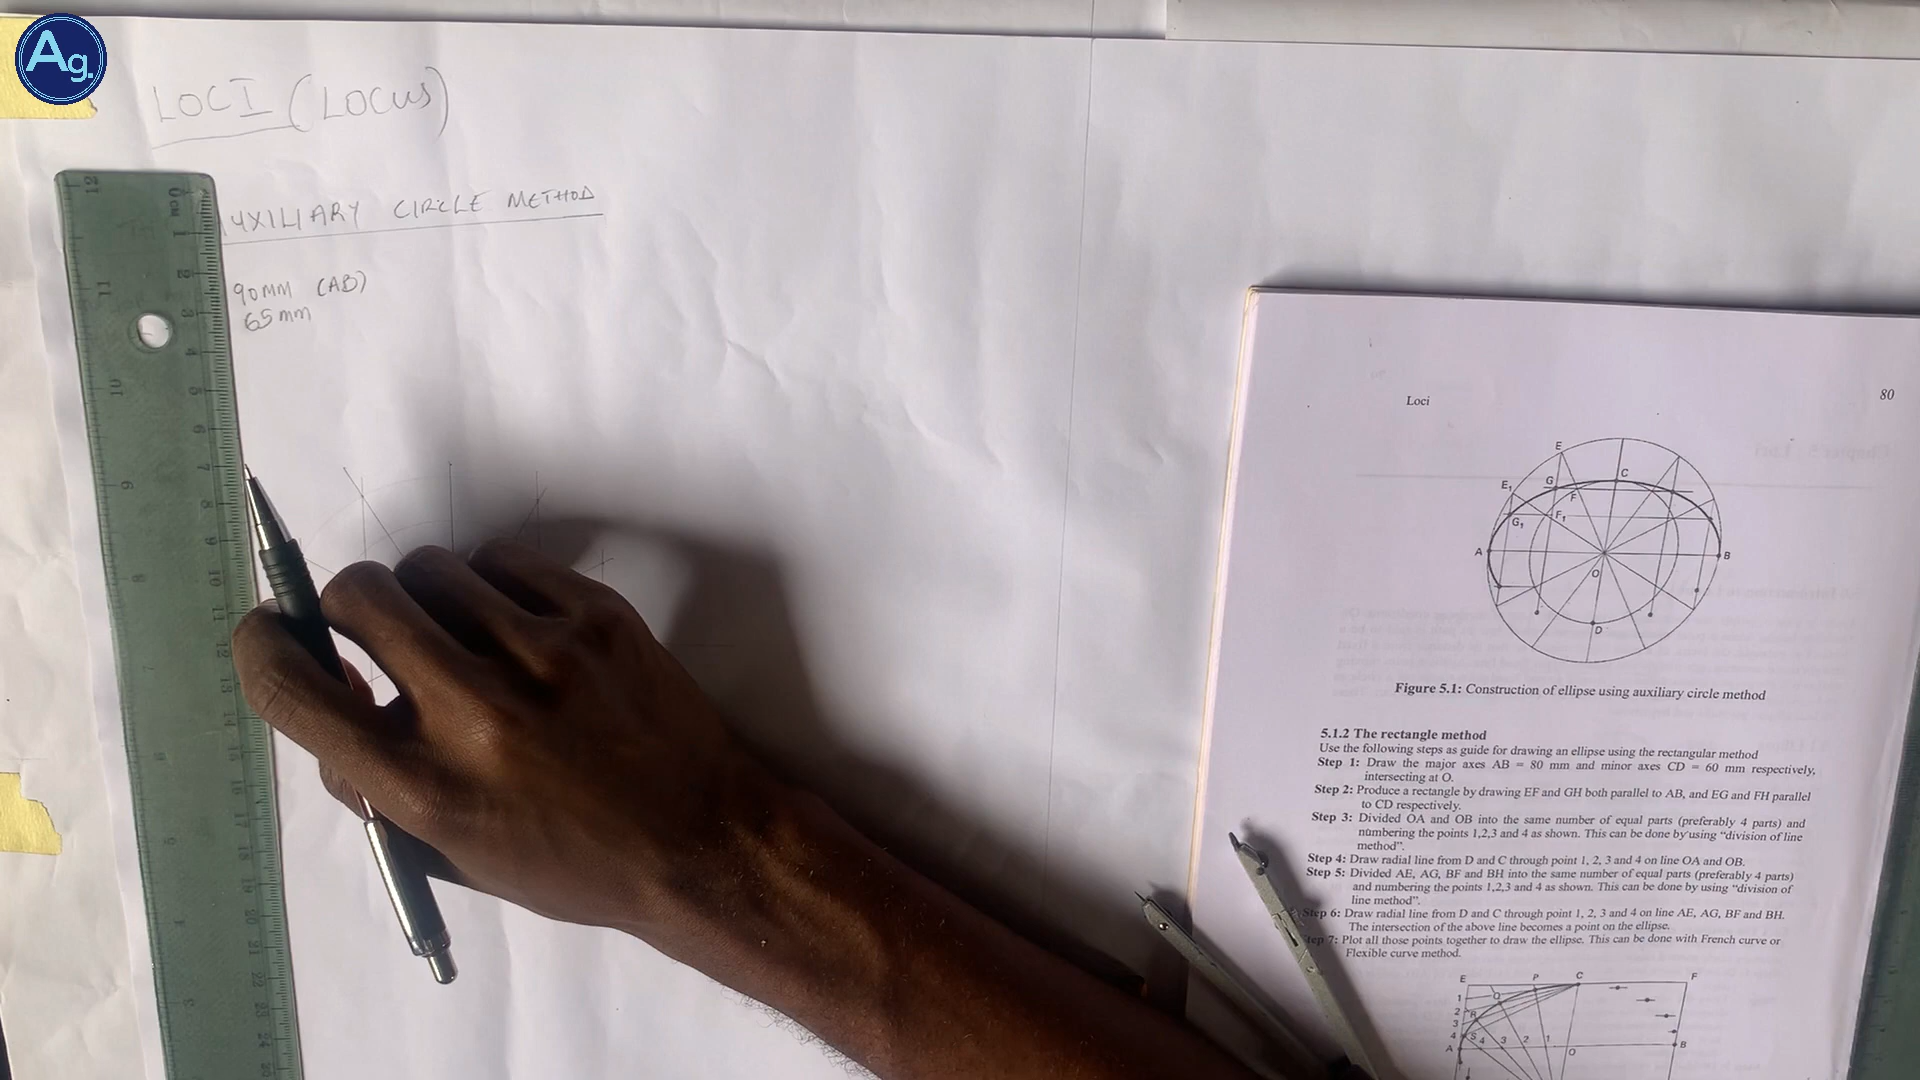 Ag.
LOCI (LOCUS)
AUXILIARY CIRCLE METHOD
90MM (AB)
65mm
Loci
80
E
C
G
E1
F
G1
F1
A
B
O
D
Figure 5.1: Construction of ellipse using auxiliary circle method
5.1.2 The rectangle method
Use the following steps as guide for drawing an ellipse using the rectangular method
Step 1: Draw the major axes AB = 80 mm and minor axes CD = 60 mm respectively,
intersecting at O.
Step 2: Produce a rectangle by drawing EF and GH both parallel to AB, and EG and FH parallel
to CD respectively.
Step 3: Divided OA and OB into the same number of equal parts (preferably 4 parts) and
numbering the points 1,2,3 and 4 as shown. This can be done by using “division of line
method”.
Step 4: Draw radial line from D and C through point 1, 2, 3 and 4 on line OA and OB.
Step 5: Divided AE, AG, BF and BH into the same number of equal parts (preferably 4 parts)
and numbering the points 1,2,3 and 4 as shown. This can be done by using “division of
line method”.
Step 6: Draw radial line from D and C through point 1, 2, 3 and 4 on line AE, AG, BF and BH.
The intersection of the above line becomes a point on the ellipse.
Step 7: Plot all those points together to draw the ellipse. This can be done with French curve or
Flexible curve method.
E P C F
1 Q
2 R
3
4 S 4 3 2 1
A O B